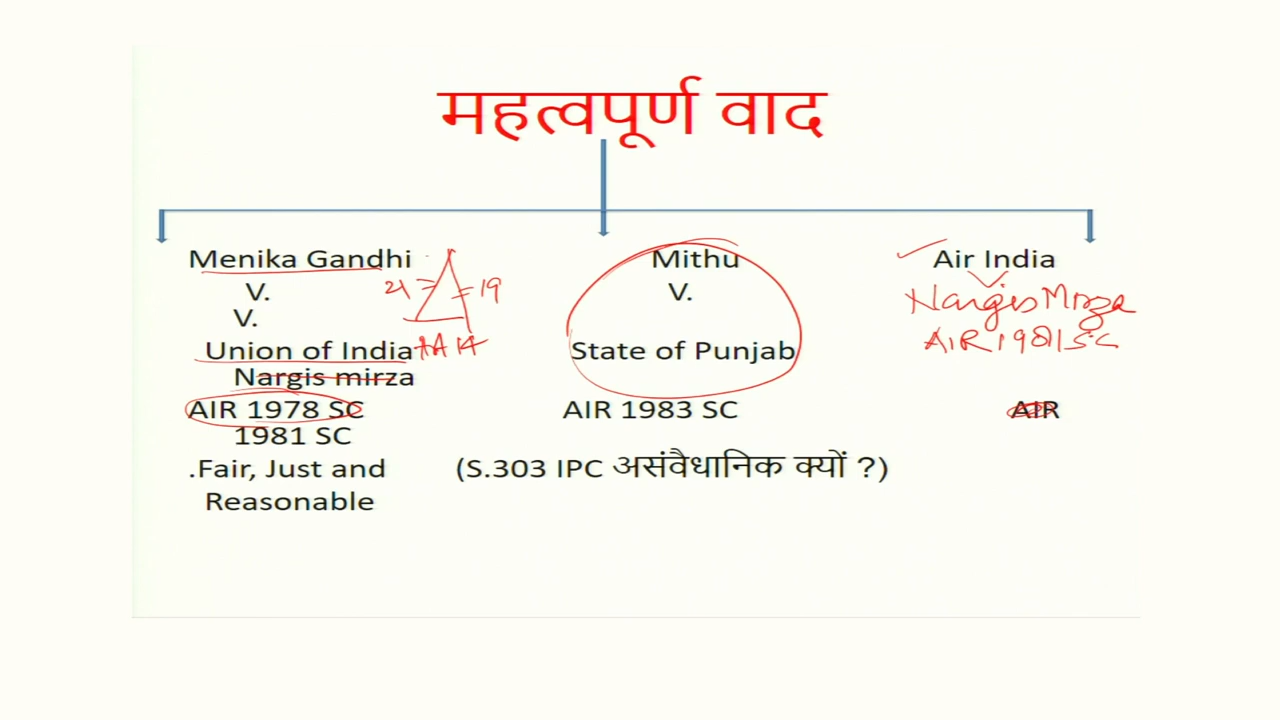 महत्वपूर्ण वाद
Menika Gandhi
V.
V.
Union of India
Nargis mirza
AIR 1978 SC
1981 SC
.Fair, Just and
Reasonable
21
19
14
Mithu
V.
State of Punjab
AIR 1983 SC
(S.303 IPC असंवैधानिक क्यों ?)
Air India
V
Nargis Mirza
AIR 1981 SC
AIR